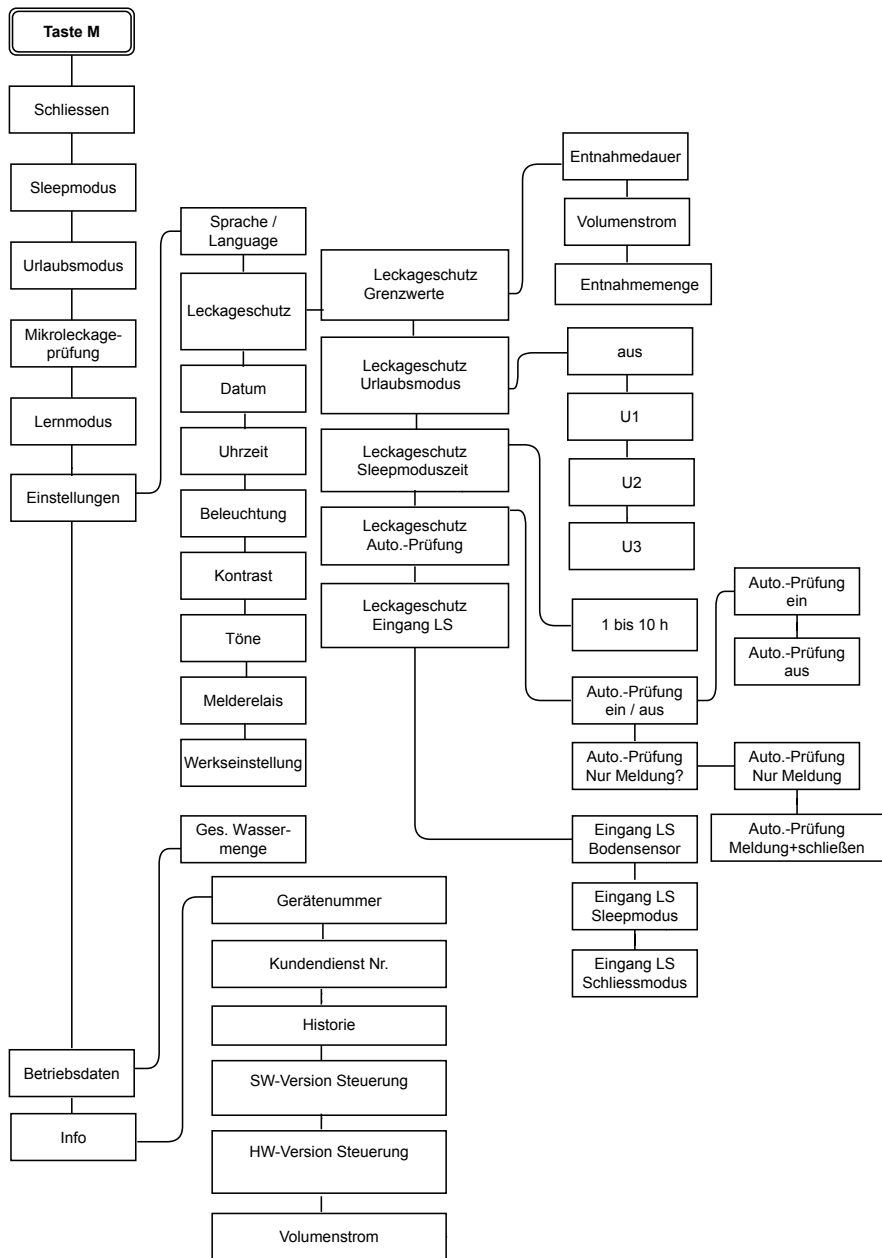 Taste M
Schliessen
Sleepmodus
Urlaubsmodus
Mikroleckage-
prüfung
Lernmodus
Einstellungen
Sprache /
Language
Leckageschutz
Datum
Uhrzeit
Beleuchtung
Kontrast
Töne
Melderelais
Werkseinstellung
Leckageschutz
Grenzwerte
Leckageschutz
Urlaubsmodus
Leckageschutz
Sleepmoduszeit
Leckageschutz
Auto.-Prüfung
Leckageschutz
Eingang LS
Entnahmedauer
Volumenstrom
Entnahmemenge
aus
U1
U2
U3
1 bis 10 h
Auto.-Prüfung
ein / aus
Auto.-Prüfung
Nur Meldung?
Auto.-Prüfung
ein
Auto.-Prüfung
aus
Auto.-Prüfung
Nur Meldung
Auto.-Prüfung
Meldung+schließen
Eingang LS
Bodensensor
Eingang LS
Sleepmodus
Eingang LS
Schliessmodus
Betriebsdaten
Ges. Wasser-
menge
Info
Gerätenummer
Kundendienst Nr.
Historie
SW-Version Steuerung
HW-Version Steuerung
Volumenstrom